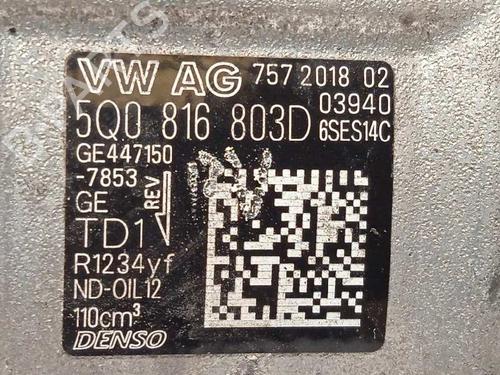 VW AG 757 2018 02
03940
5Q0 816 803D 6SES14C
GE447150
-7853
GE
REV
TD1
R1234yf
ND-OIL12
110cm³
DENSO